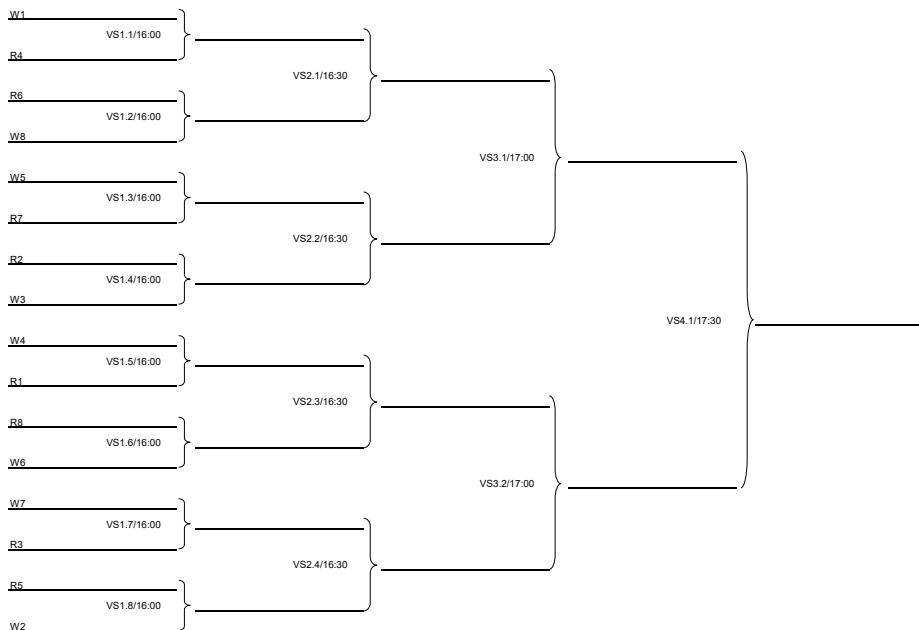 W1
VS1.1/16:00
R4
VS2.1/16:30
R6
VS1.2/16:00
W8
VS3.1/17:00
W5
VS1.3/16:00
R7
VS2.2/16:30
R2
VS1.4/16:00
W3
VS4.1/17:30
W4
VS1.5/16:00
R1
VS2.3/16:30
R8
VS1.6/16:00
W6
VS3.2/17:00
W7
VS1.7/16:00
R3
VS2.4/16:30
R5
VS1.8/16:00
W2